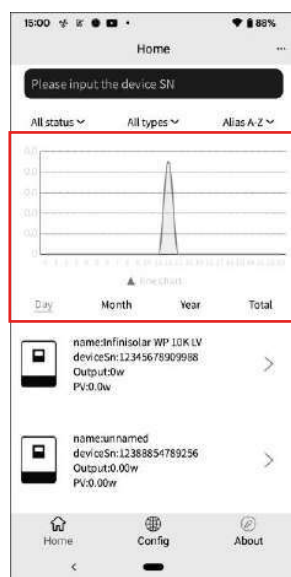 15:00
88%
Home
Please input the device SN
All status All types Alias A-Z
Line Chart
Day Month Year Total
name:Infinisolar WP 10K LV
deviceSn:12345678909988
Output:0w
PV:0.0w
name:unnamed
deviceSn:12388854789256
Output:0.00w
PV:0.00w
Home Config About